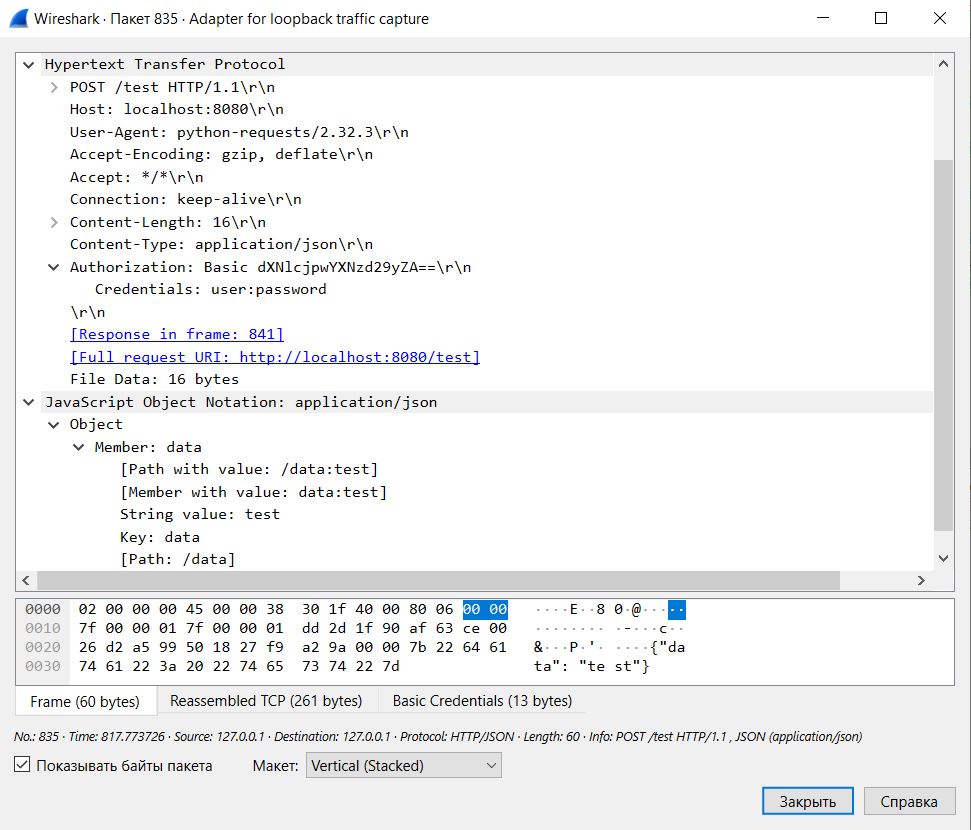 Wireshark · Пакет 835 · Adapter for loopback traffic capture
Hypertext Transfer Protocol
POST /test HTTP/1.1\r\n
Host: localhost:8080\r\n
User-Agent: python-requests/2.32.3\r\n
Accept-Encoding: gzip, deflate\r\n
Accept: */*\r\n
Connection: keep-alive\r\n
Content-Length: 16\r\n
Content-Type: application/json\r\n
Authorization: Basic dXNlcjpwYXNzd29yZA==\r\n
Credentials: user:password
\r\n
[Response in frame: 841]
[Full request URI: http://localhost:8080/test]
File Data: 16 bytes
JavaScript Object Notation: application/json
Object
Member: data
[Path with value: /data:test]
[Member with value: data:test]
String value: test
Key: data
[Path: /data]
0000 02 00 00 00 45 00 00 38 30 1f 40 00 80 06 00 00 ····E··8 0·@·····
0010 7f 00 00 01 7f 00 00 01 dd 2d 1f 90 af 63 ce 00 ········ ·-···c··
0020 26 d2 a5 99 50 18 27 f9 a2 9a 00 00 7b 22 64 61 &···P·'· ····{"da
0030 74 61 22 3a 20 22 74 65 73 74 22 7d ta": "te st"}
Frame (60 bytes) Reassembled TCP (261 bytes) Basic Credentials (13 bytes)
No.: 835 · Time: 817.773726 · Source: 127.0.0.1 · Destination: 127.0.0.1 · Protocol: HTTP/JSON · Length: 60 · Info: POST /test HTTP/1.1 , JSON (application/json)
Показывать байты пакета Макет: Vertical (Stacked)
Закрыть Справка